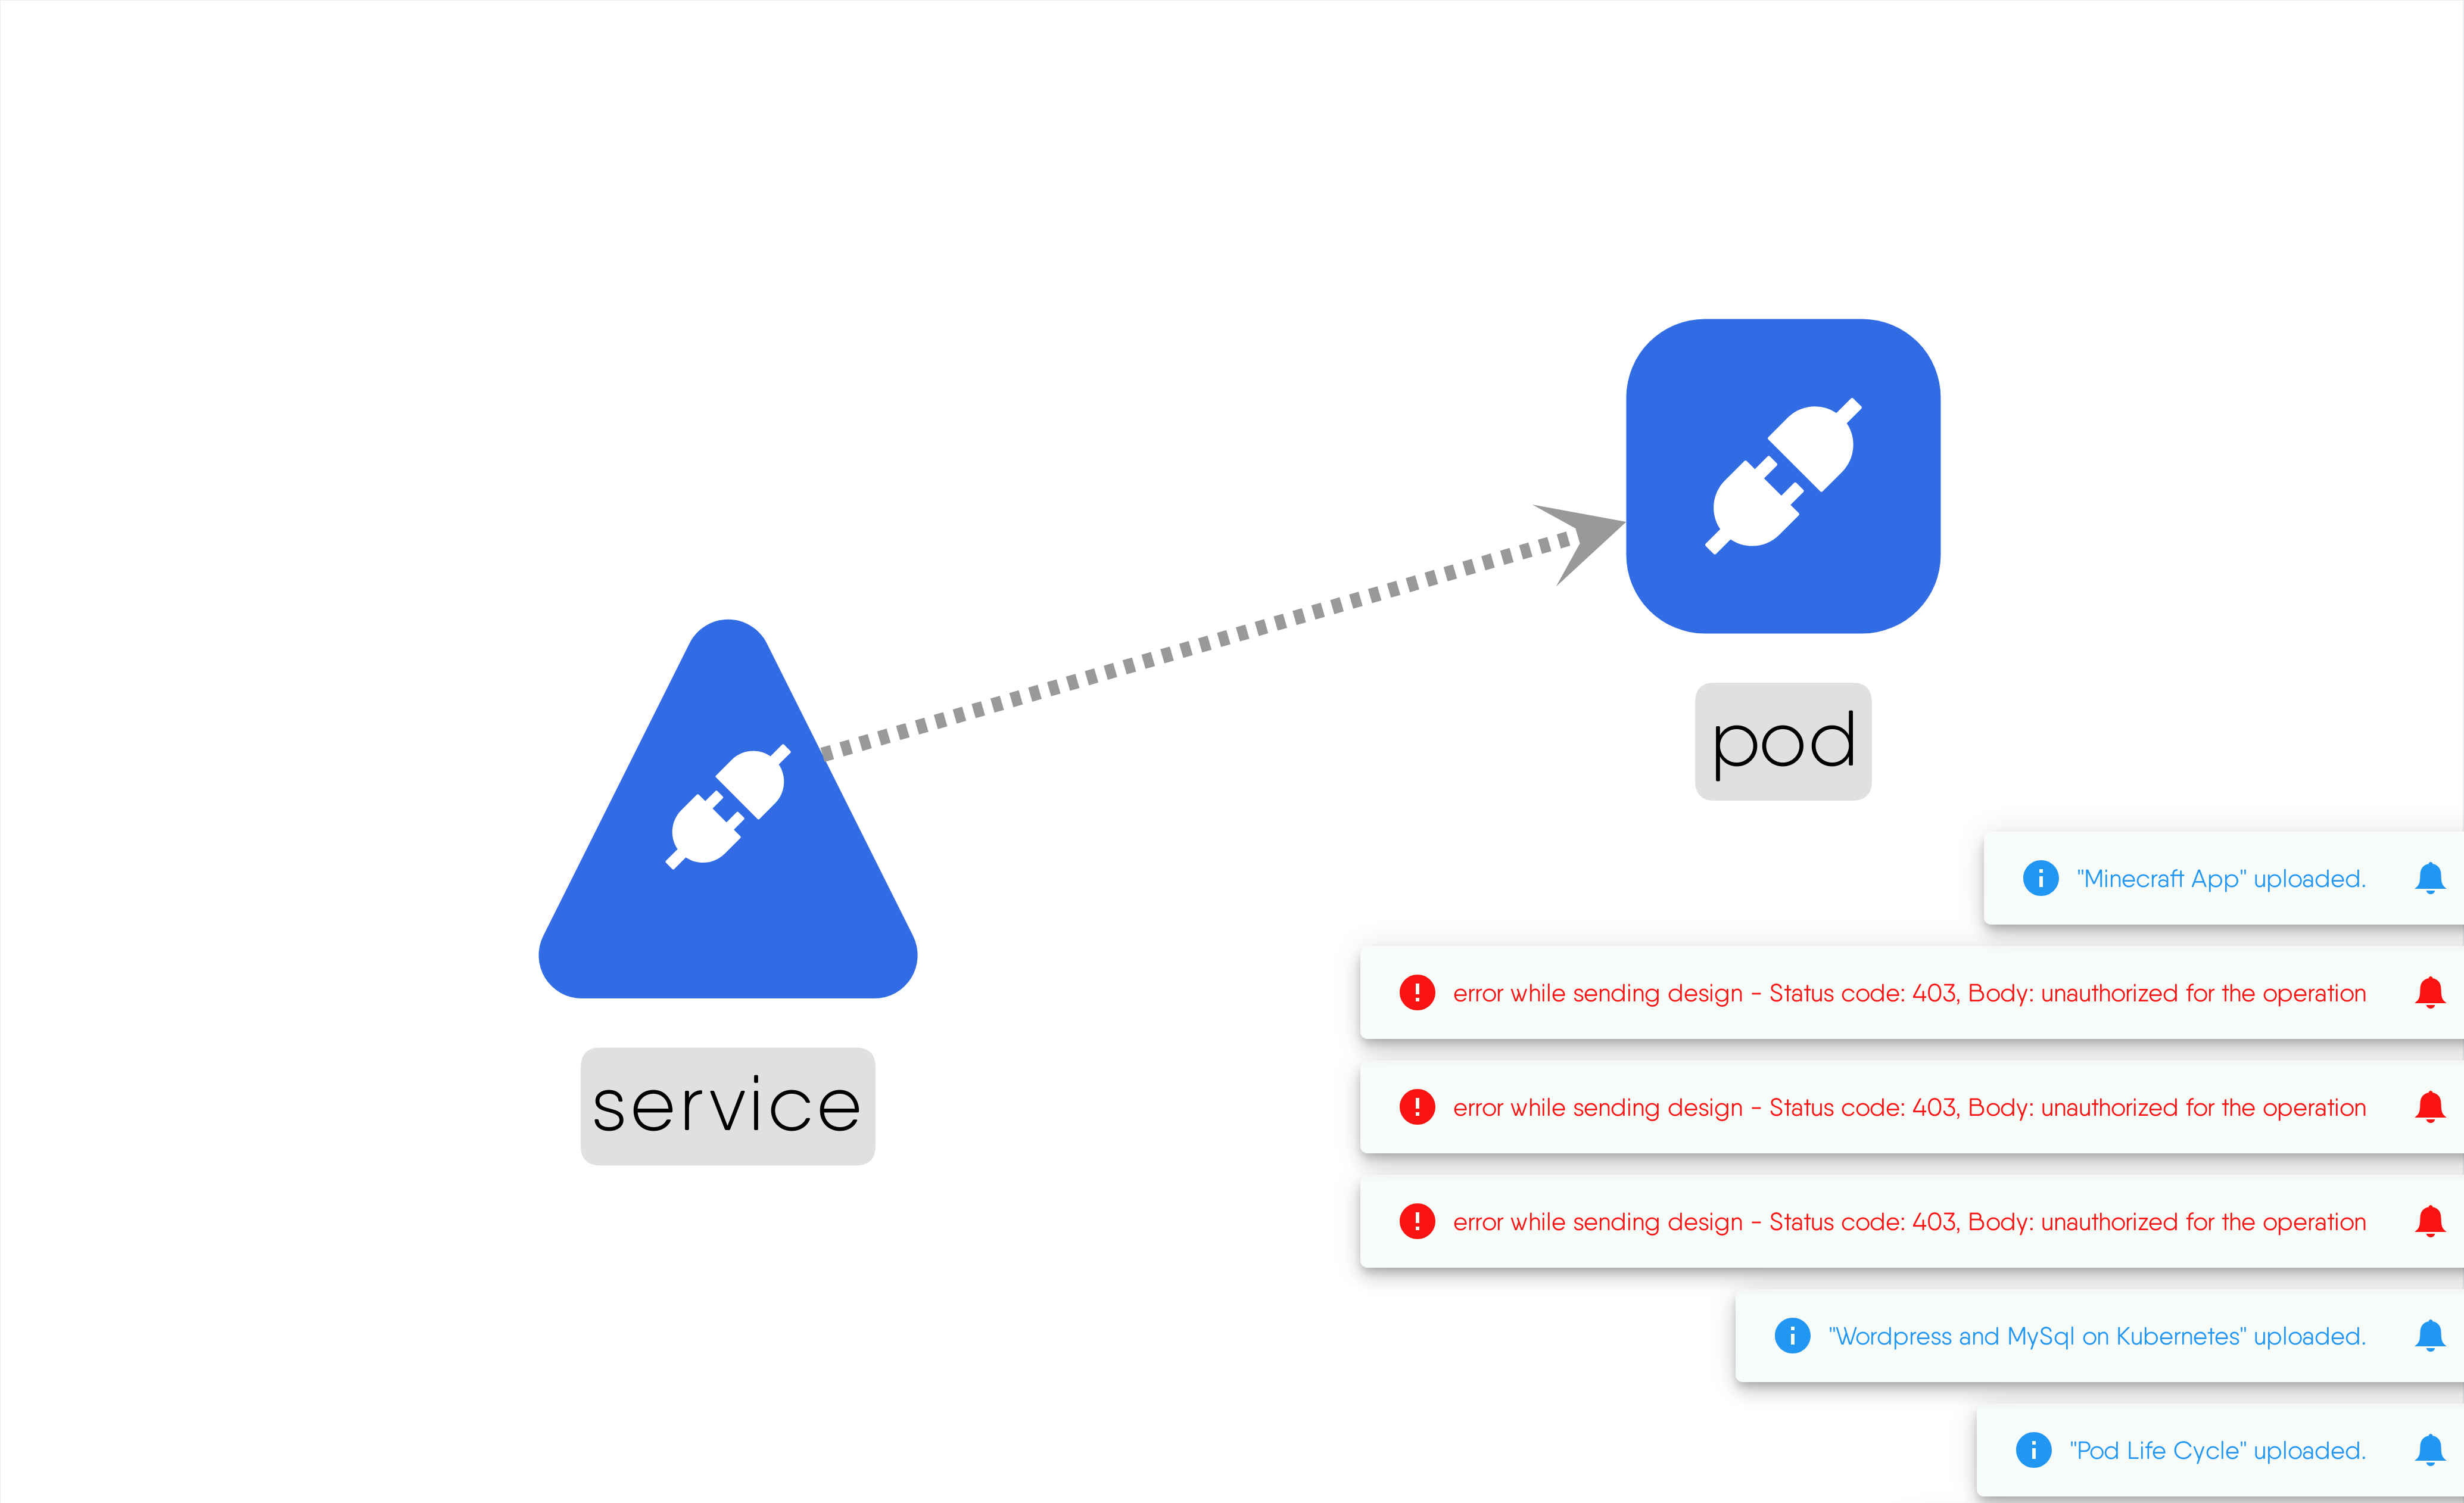 pod
service
"Minecraft App" uploaded.
error while sending design - Status code: 403, Body: unauthorized for the operation
error while sending design - Status code: 403, Body: unauthorized for the operation
error while sending design - Status code: 403, Body: unauthorized for the operation
"Wordpress and MySql on Kubernetes" uploaded.
"Pod Life Cycle" uploaded.